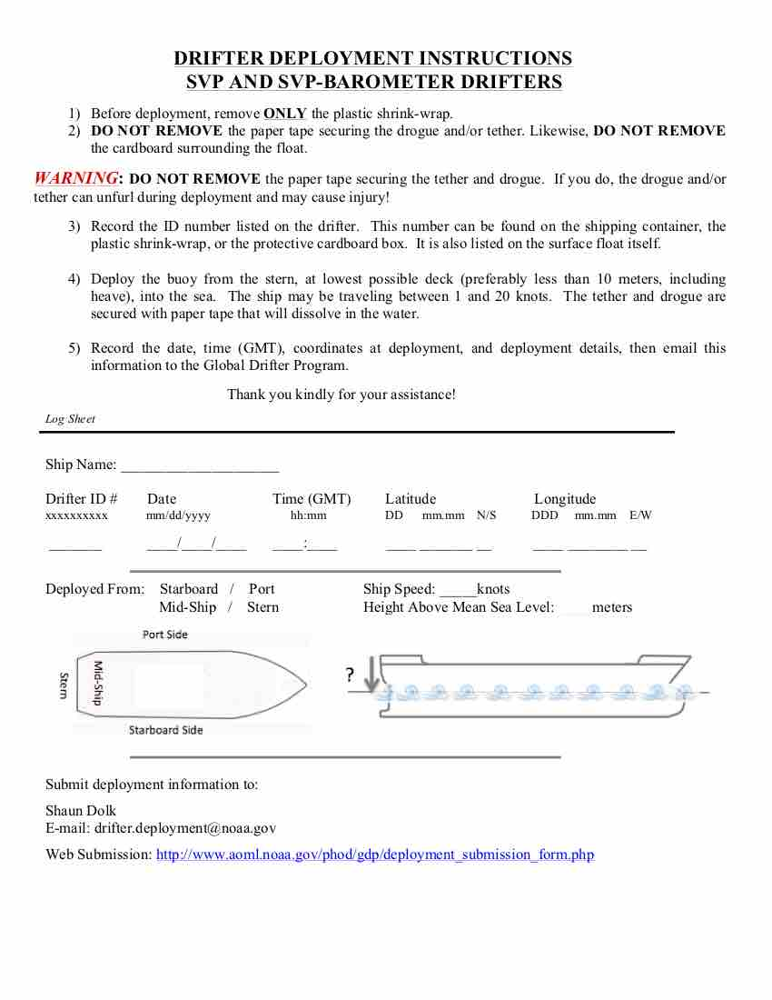 DRIFTER DEPLOYMENT INSTRUCTIONS
SVP AND SVP-BAROMETER DRIFTERS
1) Before deployment, remove ONLY the plastic shrink-wrap.
2) DO NOT REMOVE the paper tape securing the drogue and/or tether. Likewise, DO NOT REMOVE
the cardboard surrounding the float.
WARNING: DO NOT REMOVE the paper tape securing the tether and drogue. If you do, the drogue and/or
tether can unfurl during deployment and may cause injury!
3) Record the ID number listed on the drifter. This number can be found on the shipping container, the
plastic shrink-wrap, or the protective cardboard box. It is also listed on the surface float itself.
4) Deploy the buoy from the stern, at lowest possible deck (preferably less than 10 meters, including
heave), into the sea. The ship may be traveling between 1 and 20 knots. The tether and drogue are
secured with paper tape that will dissolve in the water.
5) Record the date, time (GMT), coordinates at deployment, and deployment details, then email this
information to the Global Drifter Program.
Thank you kindly for your assistance!
Log Sheet
Ship Name: _____________________
Drifter ID # Date Time (GMT) Latitude Longitude
xxxxxxxxxx mm/dd/yyyy hh:mm DD mm.mm N/S DDD mm.mm E/W
_______ ____/____/____ ____:____ ____ _______ __ ____ ________ __
Deployed From: Starboard / Port Ship Speed: _____knots
Mid-Ship / Stern Height Above Mean Sea Level: ____ meters
Port Side
Stern
Mid-Ship
?
Starboard Side
Submit deployment information to:
Shaun Dolk
E-mail: drifter.deployment@noaa.gov
Web Submission: http://www.aoml.noaa.gov/phod/gdp/deployment_submission_form.php